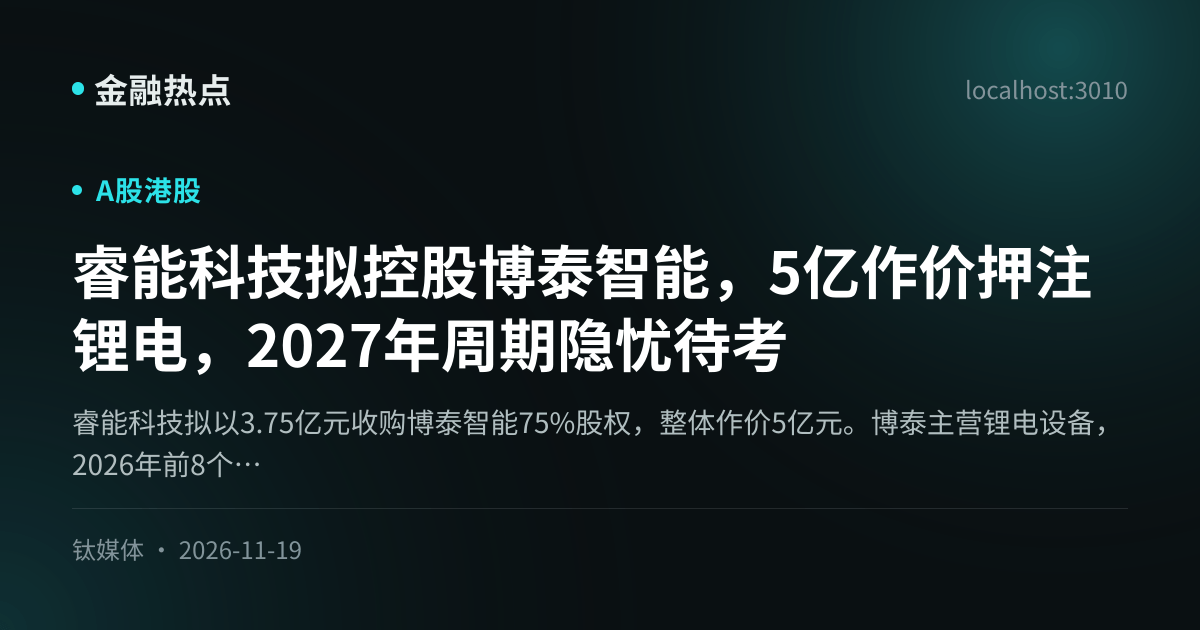 金融热点
localhost:3010
A股港股
睿能科技拟控股博泰智能，5亿作价押注
锂电，2027年周期隐忧待考
睿能科技拟以3.75亿元收购博泰智能75%股权，整体作价5亿元。博泰主营锂电设备，
2026年前8个…
钛媒体 · 2026-11-19